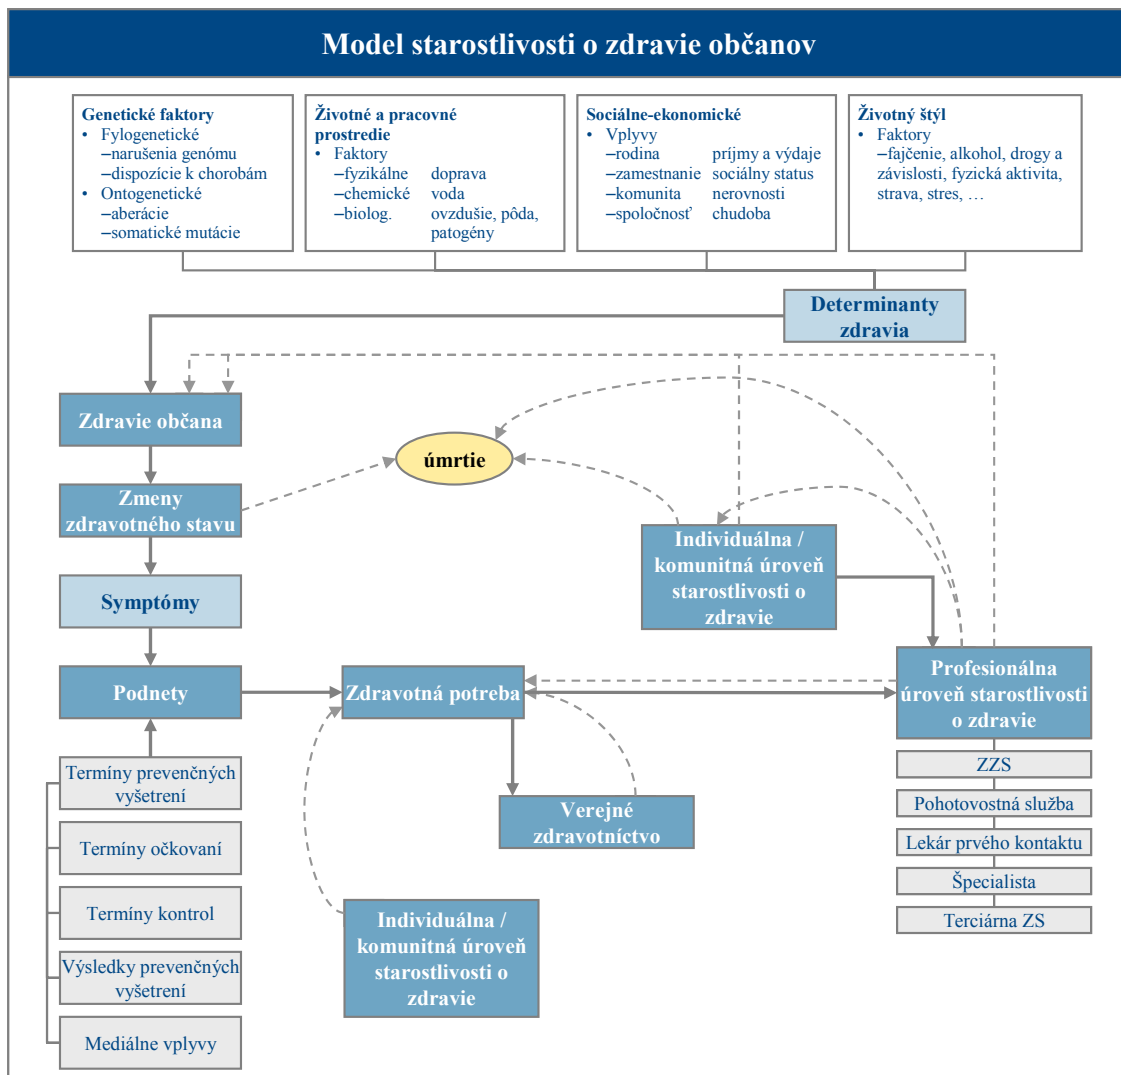 Model starostlivosti o zdravie občanov
Genetické faktory
• Fylogenetické
–narušenia genómu
–dispozície k chorobám
• Ontogenetické
–aberácie
–somatické mutácie
Životné a pracovné
prostredie
• Faktory
–fyzikálne doprava
–chemické voda
–biolog. ovzdušie, pôda,
patogény
Sociálne-ekonomické
• Vplyvy
–rodina príjmy a výdaje
–zamestnanie sociálny status
–komunita nerovnosti
–spoločnosť chudoba
Životný štýl
• Faktory
–fajčenie, alkohol, drogy a
závislosti, fyzická aktivita,
strava, stres, …
Determinanty
zdravia
Zdravie občana
úmrtie
Zmeny
zdravotného stavu
Individuálna /
komunitná úroveň
starostlivosti o
zdravie
Symptómy
Podnety
Zdravotná potreba
Profesionálna
úroveň starostlivosti
o zdravie
Termíny prevenčných
vyšetrení
Termíny očkovaní
Termíny kontrol
Výsledky prevenčných
vyšetrení
Mediálne vplyvy
Verejné
zdravotníctvo
Individuálna /
komunitná úroveň
starostlivosti o
zdravie
ZZS
Pohotovostná služba
Lekár prvého kontaktu
Špecialista
Terciárna ZS